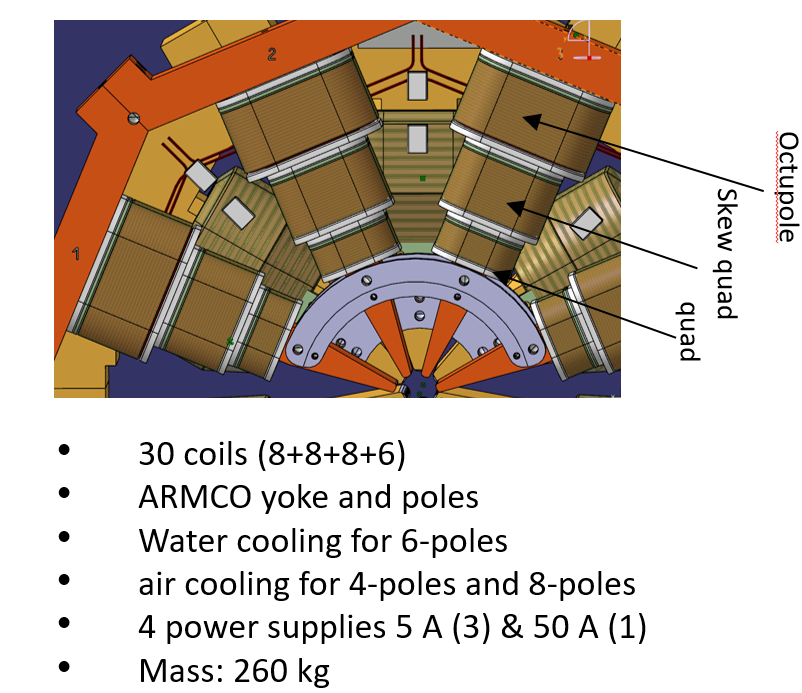 2
1
Octupole
Skew quad
quad
• 30 coils (8+8+8+6)
• ARMCO yoke and poles
• Water cooling for 6-poles
• air cooling for 4-poles and 8-poles
• 4 power supplies 5 A (3) & 50 A (1)
• Mass: 260 kg